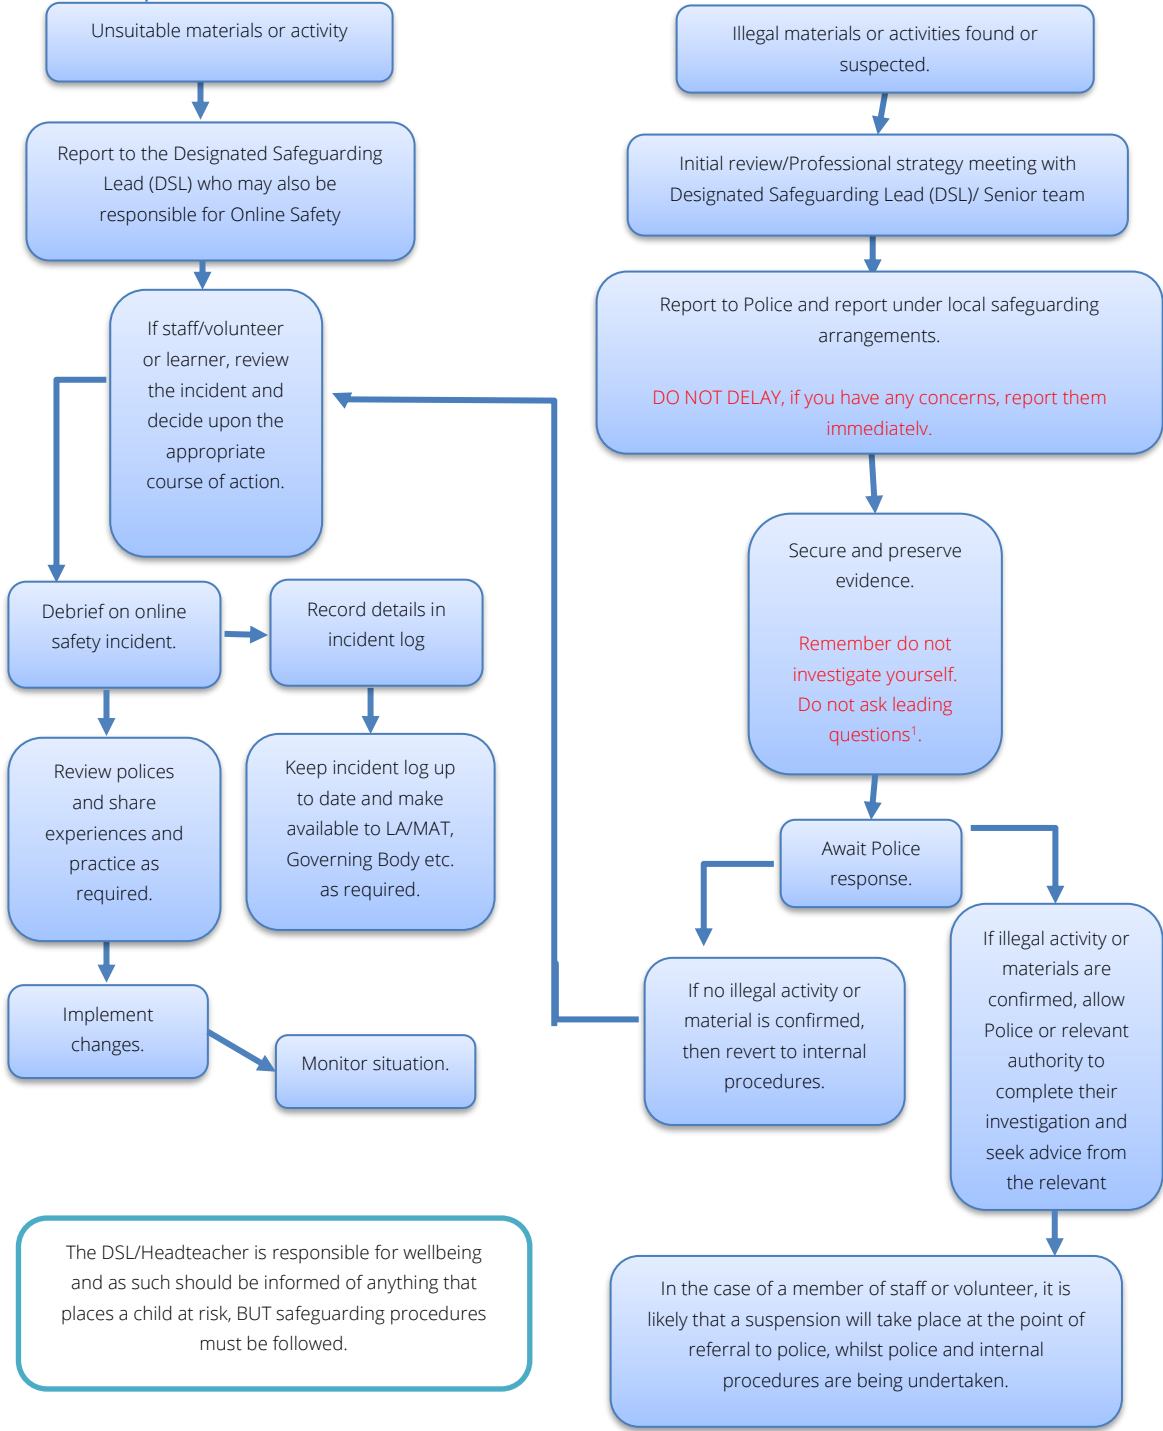 Unsuitable materials or activity
Report to the Designated Safeguarding
Lead (DSL) who may also be
responsible for Online Safety
If staff/volunteer
or learner, review
the incident and
decide upon the
appropriate
course of action.
Debrief on online
safety incident.
Record details in
incident log
Review polices
and share
experiences and
practice as
required.
Keep incident log up
to date and make
available to LA/MAT,
Governing Body etc.
as required.
Implement
changes.
Monitor situation.
The DSL/Headteacher is responsible for wellbeing
and as such should be informed of anything that
places a child at risk, BUT safeguarding procedures
must be followed.
Illegal materials or activities found or
suspected.
Initial review/Professional strategy meeting with
Designated Safeguarding Lead (DSL)/ Senior team
Report to Police and report under local safeguarding
arrangements.
DO NOT DELAY, if you have any concerns, report them
immediately.
Secure and preserve
evidence.
Remember do not
investigate yourself.
Do not ask leading
questions¹.
Await Police
response.
If no illegal activity or
material is confirmed,
then revert to internal
procedures.
If illegal activity or
materials are
confirmed, allow
Police or relevant
authority to
complete their
investigation and
seek advice from
the relevant
In the case of a member of staff or volunteer, it is
likely that a suspension will take place at the point of
referral to police, whilst police and internal
procedures are being undertaken.